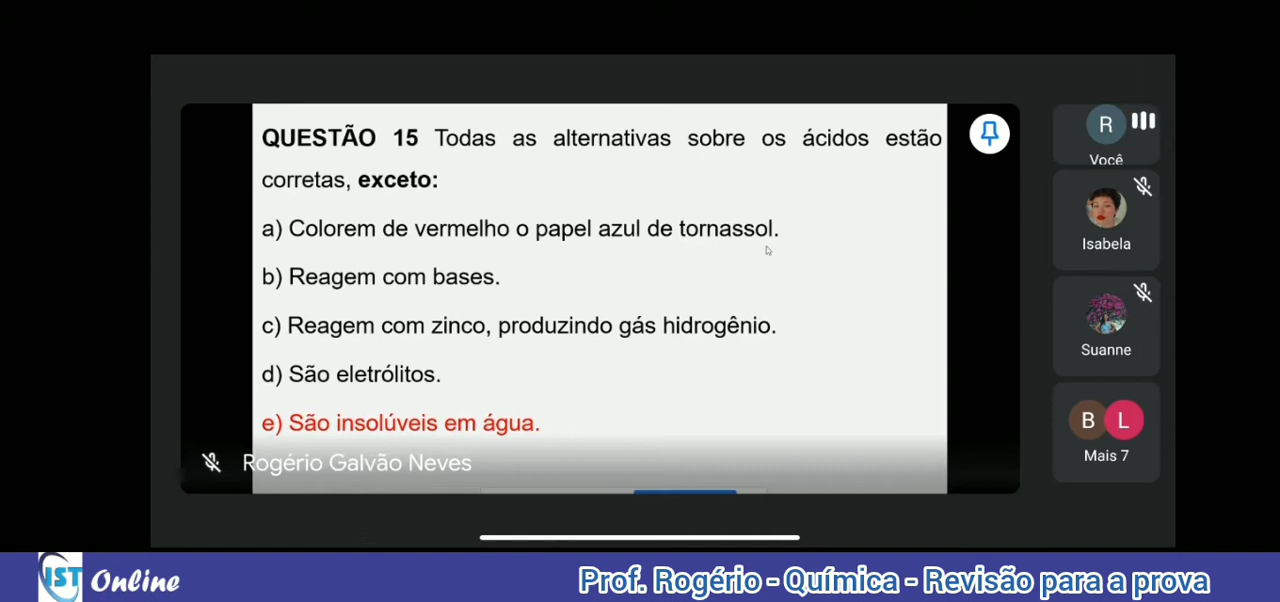 QUESTÃO 15 Todas as alternativas sobre os ácidos estão
corretas, exceto:
a) Colorem de vermelho o papel azul de tornassol.
b) Reagem com bases.
c) Reagem com zinco, produzindo gás hidrogênio.
d) São eletrólitos.
e) São insolúveis em água.
Rogério Galvão Neves
R
Você
Isabela
Suanne
B L
Mais 7
IST Online
Prof. Rogério - Química - Revisão para a prova